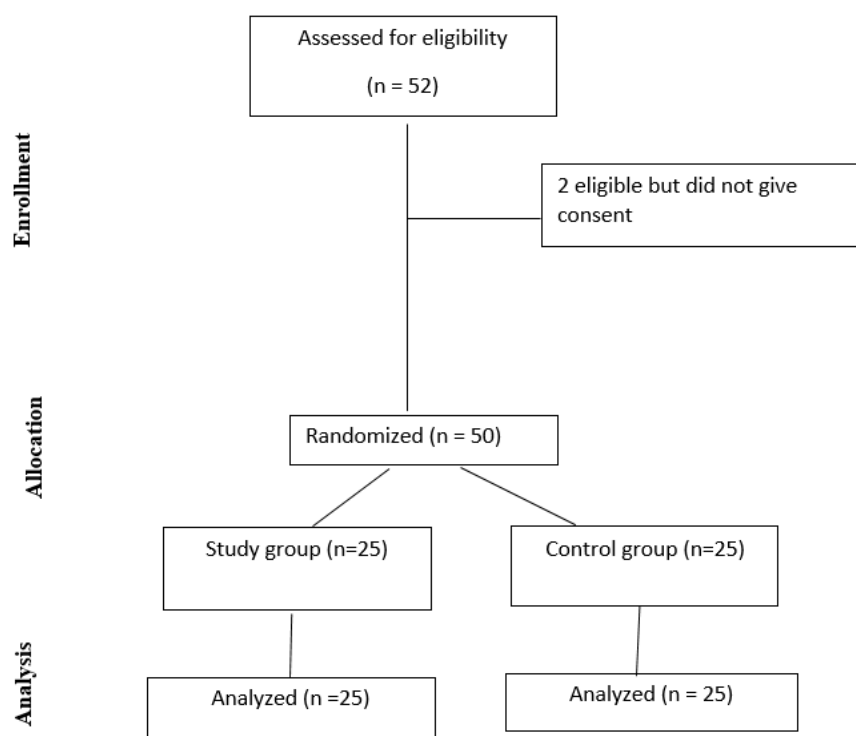 Assessed for eligibility
(n = 52)
Enrollment
2 eligible but did not give
consent
Allocation
Randomized (n = 50)
Study group (n=25)
Control group (n=25)
Analysis
Analyzed (n =25)
Analyzed (n = 25)